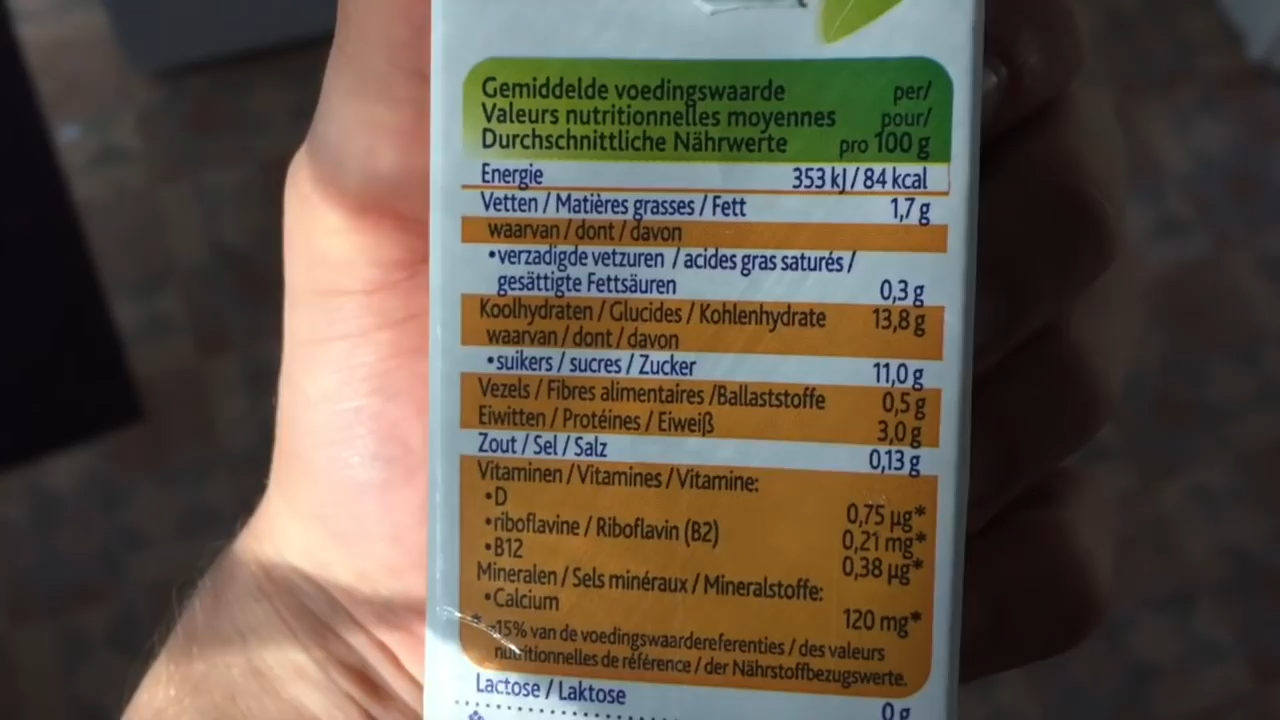 Gemiddelde voedingswaarde per/
Valeurs nutritionnelles moyennes pour/
Durchschnittliche Nährwerte pro 100 g
Energie 353 kJ / 84 kcal
Vetten / Matières grasses / Fett 1,7 g
waarvan / dont / davon
•verzadigde vetzuren / acides gras saturés /
gesättigte Fettsäuren 0,3 g
Koolhydraten / Glucides / Kohlenhydrate 13,8 g
waarvan / dont / davon
•suikers / sucres / Zucker 11,0 g
Vezels / Fibres alimentaires /Ballaststoffe 0,5 g
Eiwitten / Protéines / Eiweiß 3,0 g
Zout / Sel / Salz 0,13 g
Vitaminen / Vitamines / Vitamine:
•D 0,75 µg*
•riboflavine / Riboflavin (B2) 0,21 mg*
•B12 0,38 µg*
Mineralen / Sels minéraux / Mineralstoffe:
•Calcium 120 mg*
* =15% van de voedingswaardereferenties / des valeurs
nutritionnelles de référence / der Nährstoffbezugswerte.
Lactose / Laktose 0 g